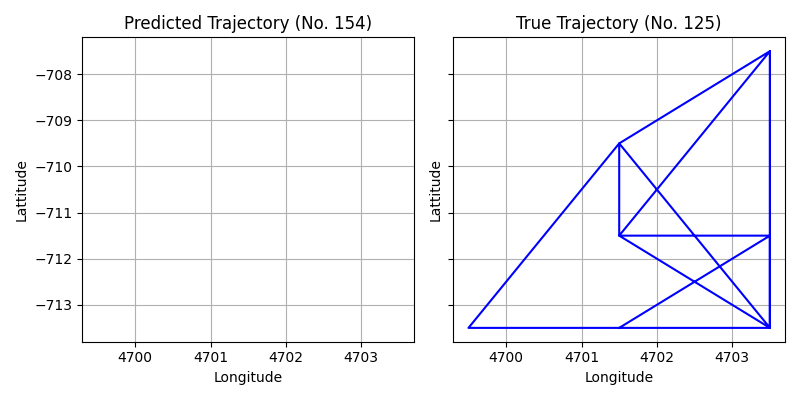 Predicted Trajectory (No. 154)
True Trajectory (No. 125)
−708
−709
−710
−711
−712
−713
Lattitude
Lattitude
4700 4701 4702 4703
4700 4701 4702 4703
Longitude
Longitude